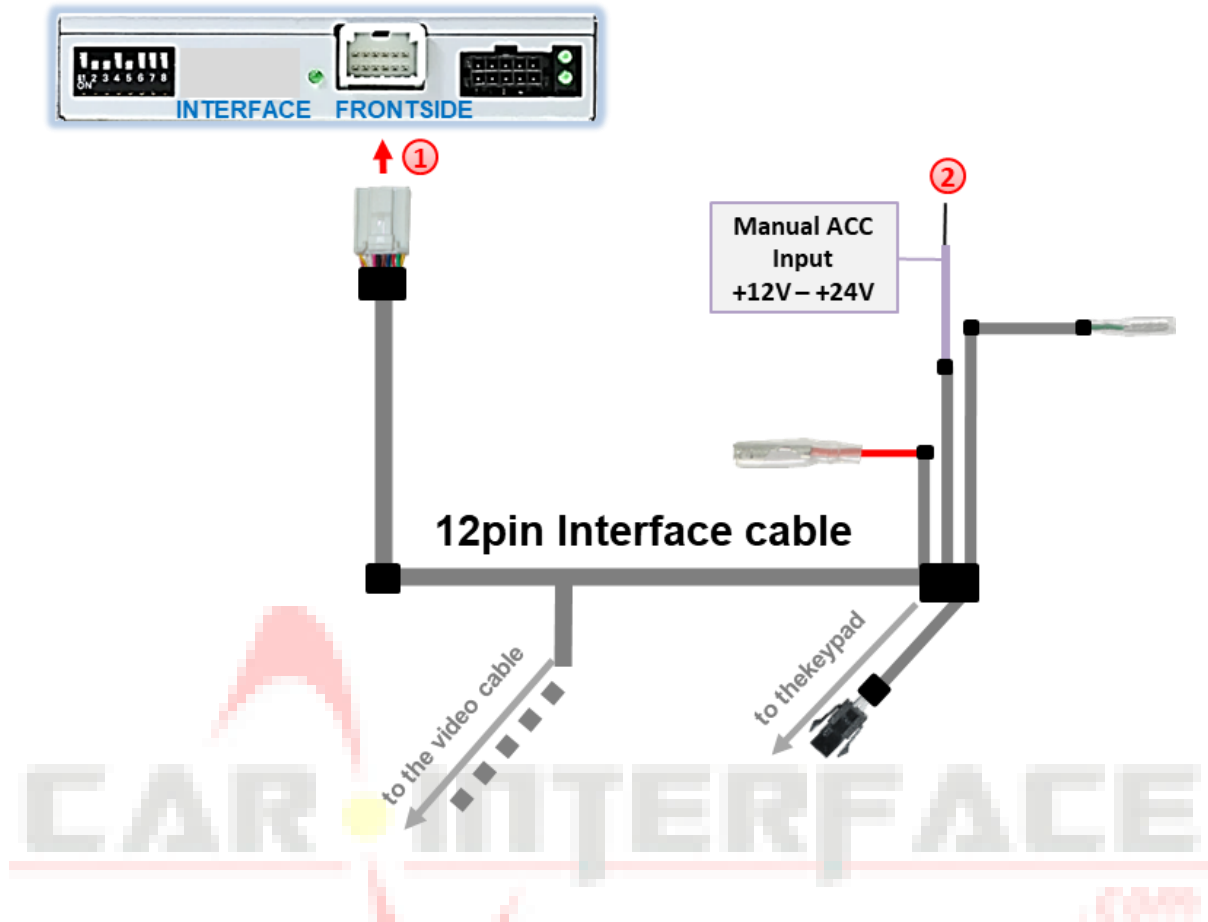 1 2 3 4 5 6 7 8
ON
INTERFACE FRONTSIDE
1
2
Manual ACC
Input
+12V – +24V
12pin Interface cable
to the video cable
to thekeypad
CAR INTERFACE
.com